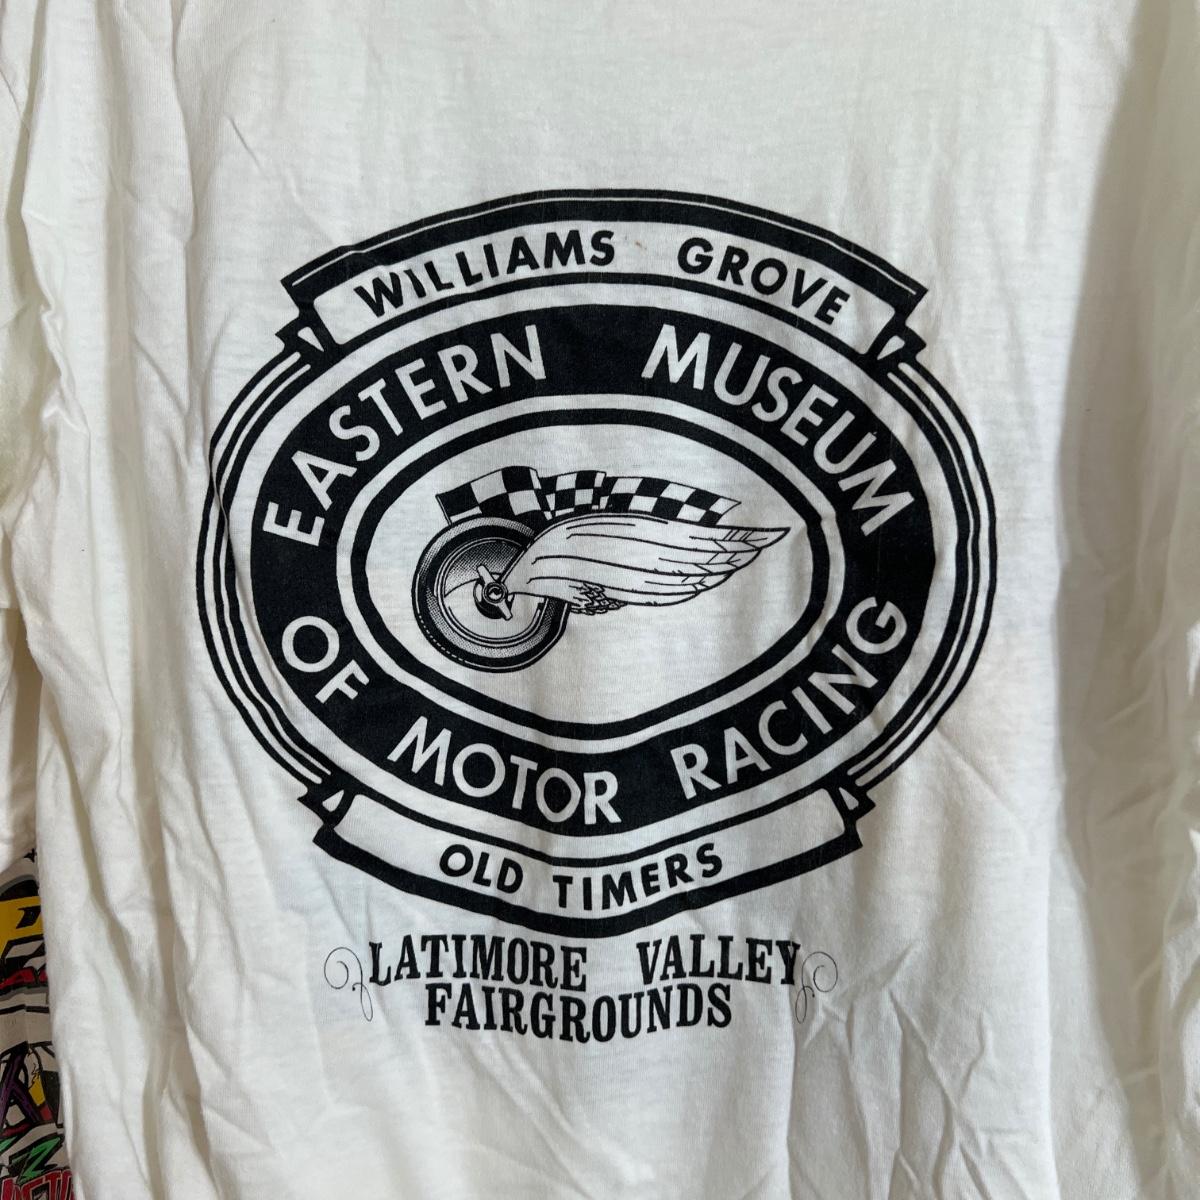 WILLIAMS GROVE
EASTERN MUSEUM
OF MOTOR RACING
OLD TIMERS
LATIMORE VALLEY
FAIRGROUNDS